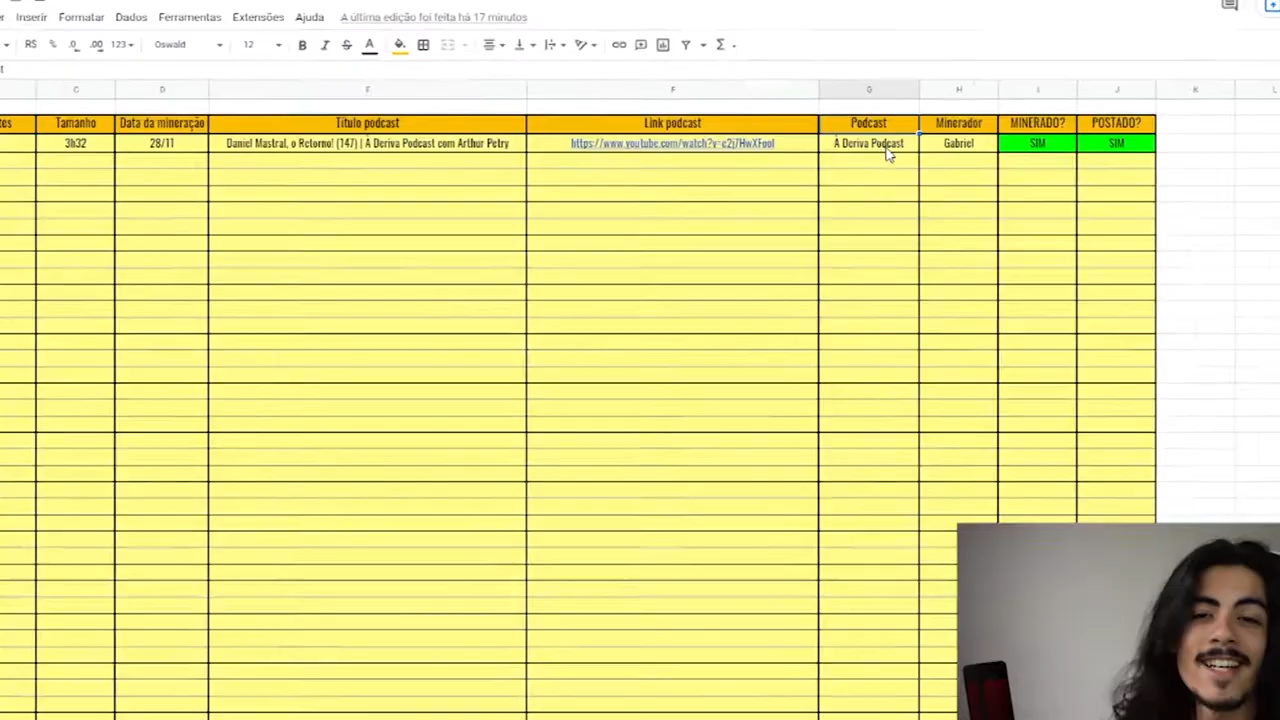 Inserir Formatar Dados Ferramentas Extensões Ajuda A última edição foi feita há 17 minutos
R$ % .0 .00 123 Oswald 12 B I S A Σ
C D E F G H I J K L
Tamanho Data da mineração Título podcast Link podcast Podcast Minerador MINERADO? POSTADO?
3h32 28/11 Daniel Mastral, o Retorno! (147) | À Deriva Podcast com Arthur Petry À Deriva Podcast Gabriel SIM SIM